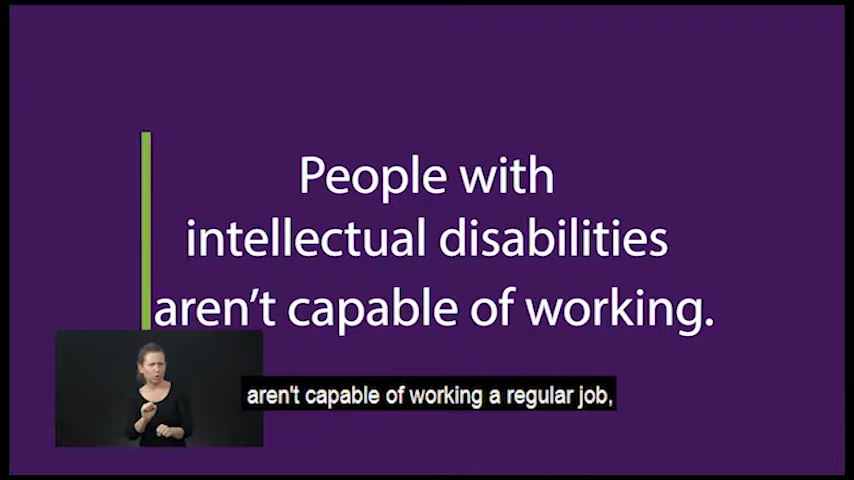 People with
intellectual disabilities
aren’t capable of working.
aren't capable of working a regular job,